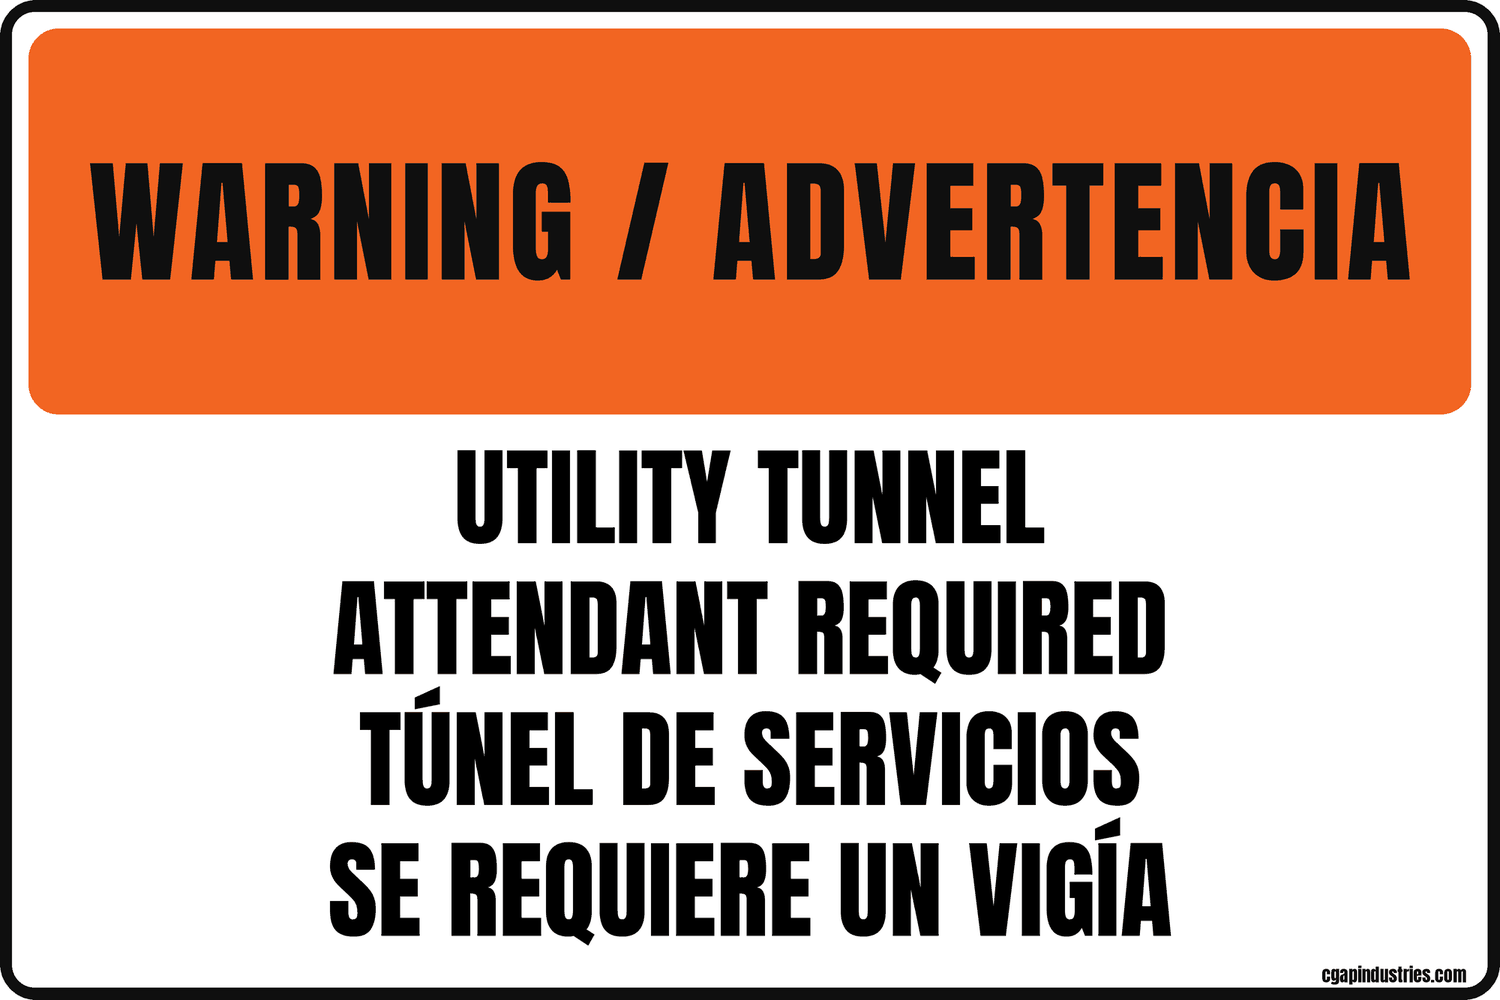 WARNING / ADVERTENCIA
UTILITY TUNNEL
ATTENDANT REQUIRED
TÚNEL DE SERVICIOS
SE REQUIERE UN VIGÍA
cgapindustries.com